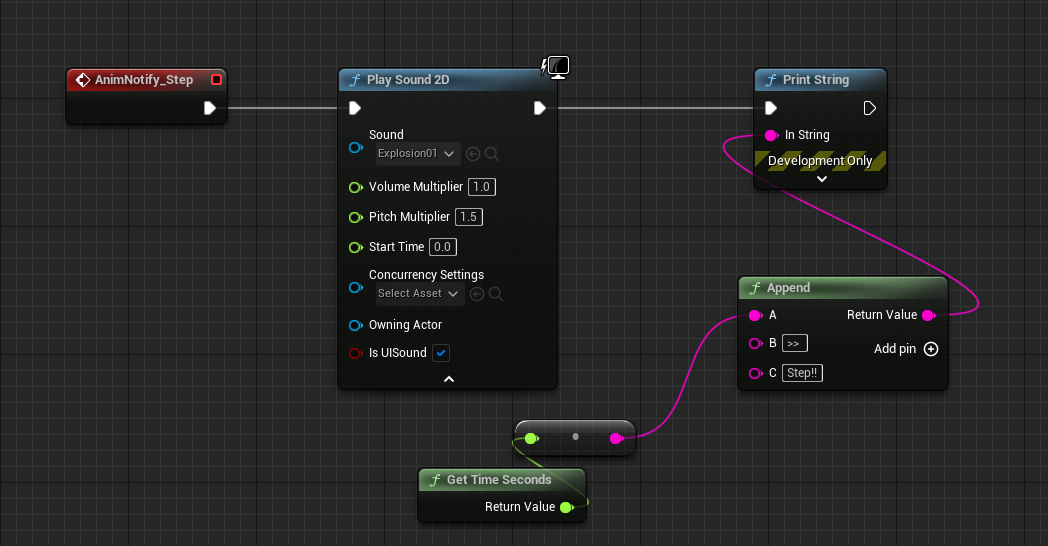 AnimNotify_Step
Play Sound 2D
Sound
Explosion01
Volume Multiplier 1.0
Pitch Multiplier 1.5
Start Time 0.0
Concurrency Settings
Select Asset
Owning Actor
Is UISound
Print String
In String
Development Only
Append
A Return Value
B >>
Add pin
C Step!!
Get Time Seconds
Return Value